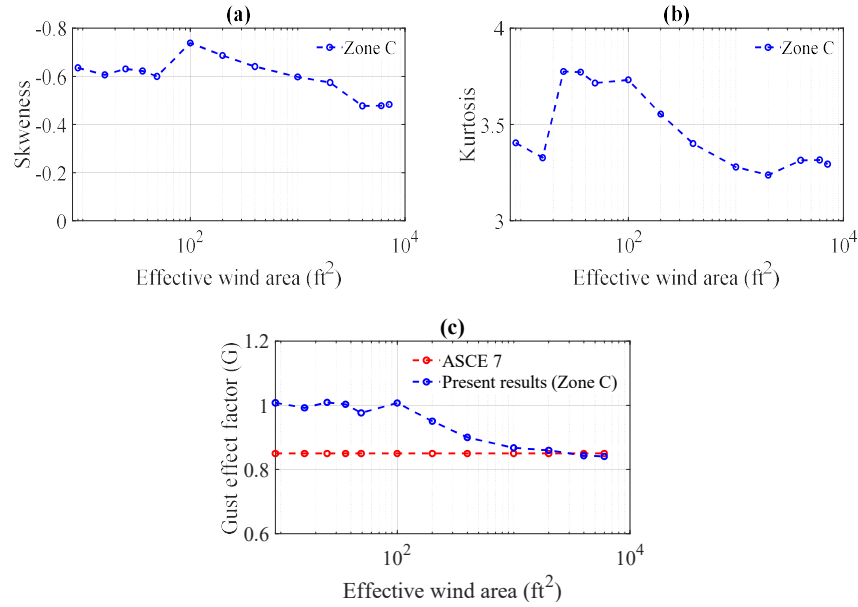 (a)
-0.8
-0.6
-0.4
-0.2
0
Skweness
Zone C
10^2
10^4
Effective wind area (ft^2)
(b)
4
3.5
3
Kurtosis
Zone C
10^2
10^4
Effective wind area (ft^2)
(c)
1.2
1
0.8
0.6
Gust effect factor (G)
ASCE 7
Present results (Zone C)
10^2
10^4
Effective wind area (ft^2)